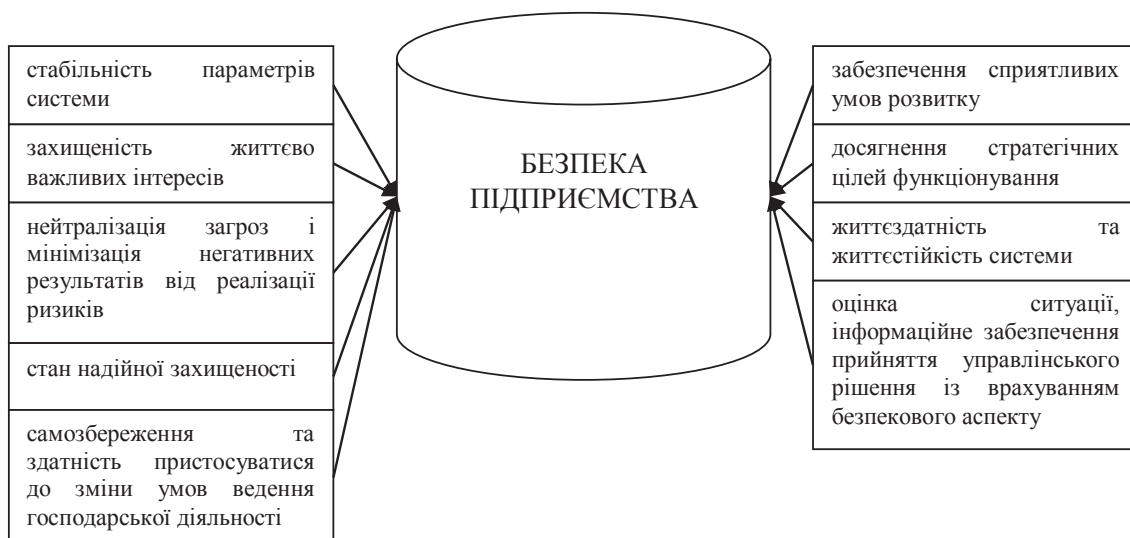 стабільність параметрів
системи
захищеність життєво
важливих інтересів
нейтралізація загроз і
мінімізація негативних
результатів від реалізації
ризиків
стан надійної захищеності
самозбереження та
здатність пристосуватися
до зміни умов ведення
господарської діяльності
БЕЗПЕКА
ПІДПРИЄМСТВА
забезпечення сприятливих
умов розвитку
досягнення стратегічних
цілей функціонування
життєздатність та
життєстійкість системи
оцінка ситуації,
інформаційне забезпечення
прийняття управлінського
рішення із врахуванням
безпекового аспекту